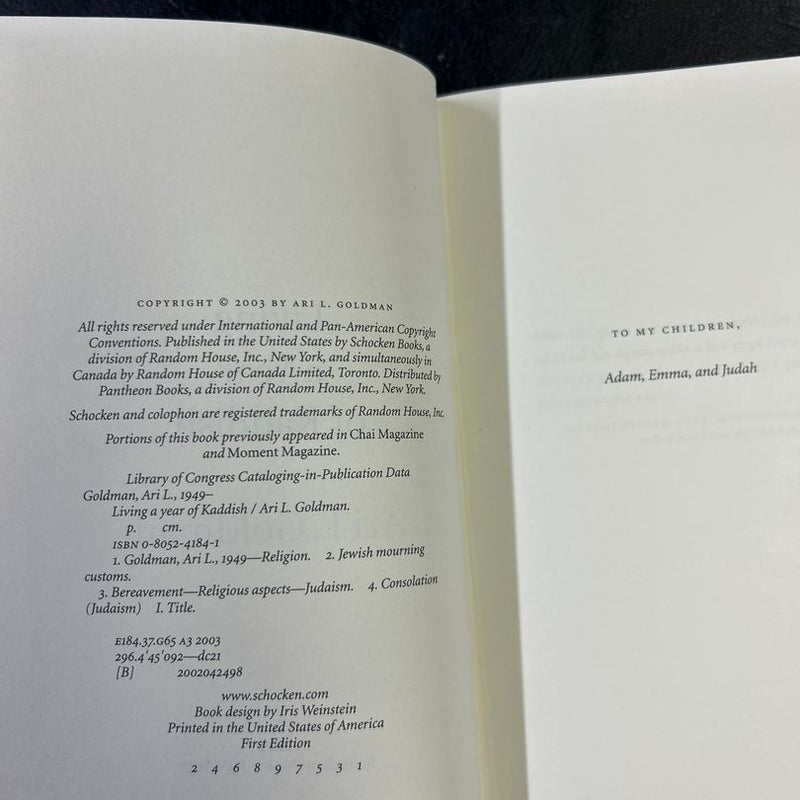 COPYRIGHT © 2003 BY ARI L. GOLDMAN
All rights reserved under International and Pan-American Copyright
Conventions. Published in the United States by Schocken Books, a
division of Random House, Inc., New York, and simultaneously in
Canada by Random House of Canada Limited, Toronto. Distributed by
Pantheon Books, a division of Random House, Inc., New York.
Schocken and colophon are registered trademarks of Random House, Inc.
Portions of this book previously appeared in Chai Magazine
and Moment Magazine.
Library of Congress Cataloging-in-Publication Data
Goldman, Ari L., 1949–
Living a year of Kaddish / Ari L. Goldman.
p. cm.
ISBN 0-8052-4184-1
1. Goldman, Ari L., 1949—Religion. 2. Jewish mourning
customs.
3. Bereavement—Religious aspects—Judaism. 4. Consolation
(Judaism) I. Title.
E184.37.G65 A3 2003
296.4'45'092—dc21
[B] 2002042498
www.schocken.com
Book design by Iris Weinstein
Printed in the United States of America
First Edition
2 4 6 8 9 7 5 3 1
TO MY CHILDREN,
Adam, Emma, and Judah